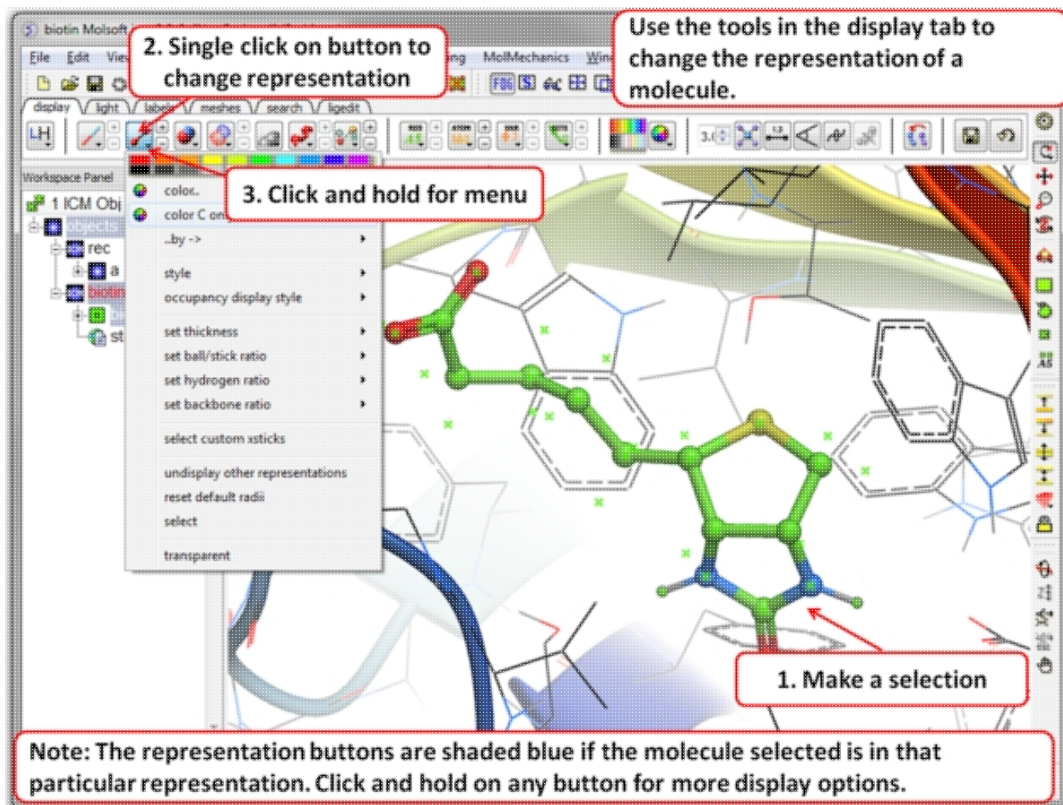 biotin Molsoft
2. Single click on button to
change representation
Use the tools in the display tab to
change the representation of a
molecule.
File Edit MolMechanics
display light labels meshes search ligedit
3. Click and hold for menu
Workspace Panel
1 ICM Obj
objects
rec
a
biotin
st
color..
color C
..by ->
style
occupancy display style
set thickness
set ball/stick ratio
set hydrogen ratio
set backbone ratio
select custom xsticks
undisplay other representations
reset default radii
select
transparent
1. Make a selection
Note: The representation buttons are shaded blue if the molecule selected is in that
particular representation. Click and hold on any button for more display options.